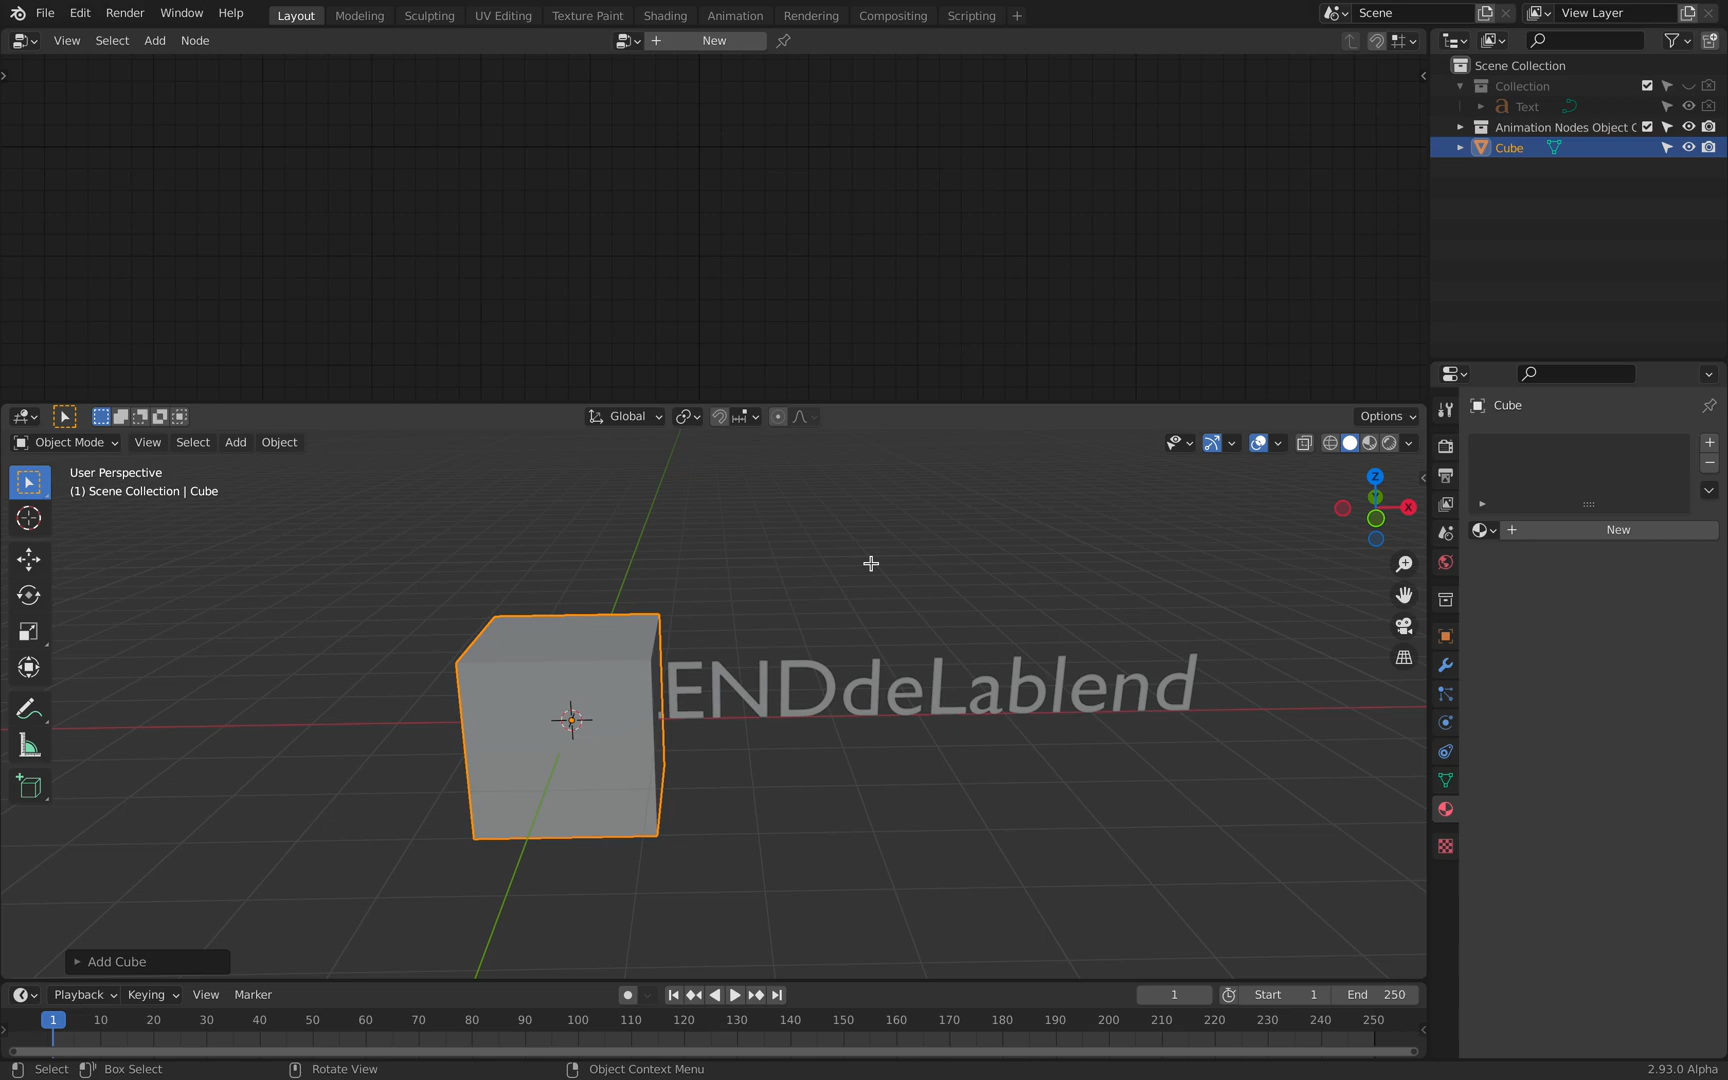 File Edit Render Window Help Layout Modeling Sculpting UV Editing Texture Paint Shading Animation Rendering Compositing Scripting + Scene View Layer
View Select Add Node New
Scene Collection
Collection
Text
Animation Nodes Object C
Cube
Cube
New
Global Options
Object Mode View Select Add Object
User Perspective
(1) Scene Collection | Cube
Z
X
ENDdeLablend
Add Cube
Playback Keying View Marker 1 Start 1 End 250
1 10 20 30 40 50 60 70 80 90 100 110 120 130 140 150 160 170 180 190 200 210 220 230 240 250
Select Box Select Rotate View Object Context Menu 2.93.0 Alpha